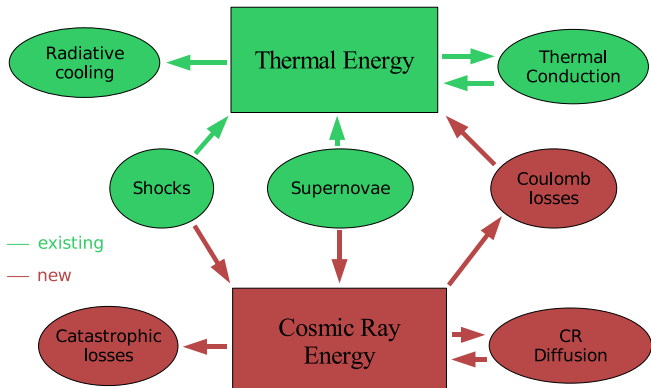 Radiative
cooling
Thermal Energy
Thermal
Conduction
Shocks
Supernovae
Coulomb
losses
existing
new
Catastrophic
losses
Cosmic Ray
Energy
CR
Diffusion